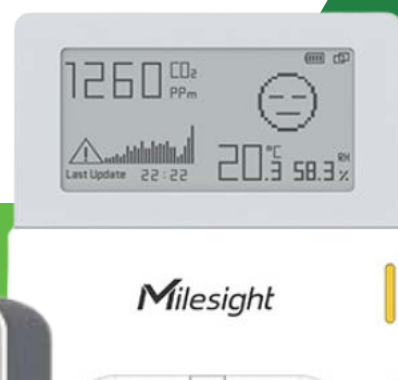 1260 CO₂
PPm
Last Update 22:22
20.3 °C 58.3 RH %
Milesight